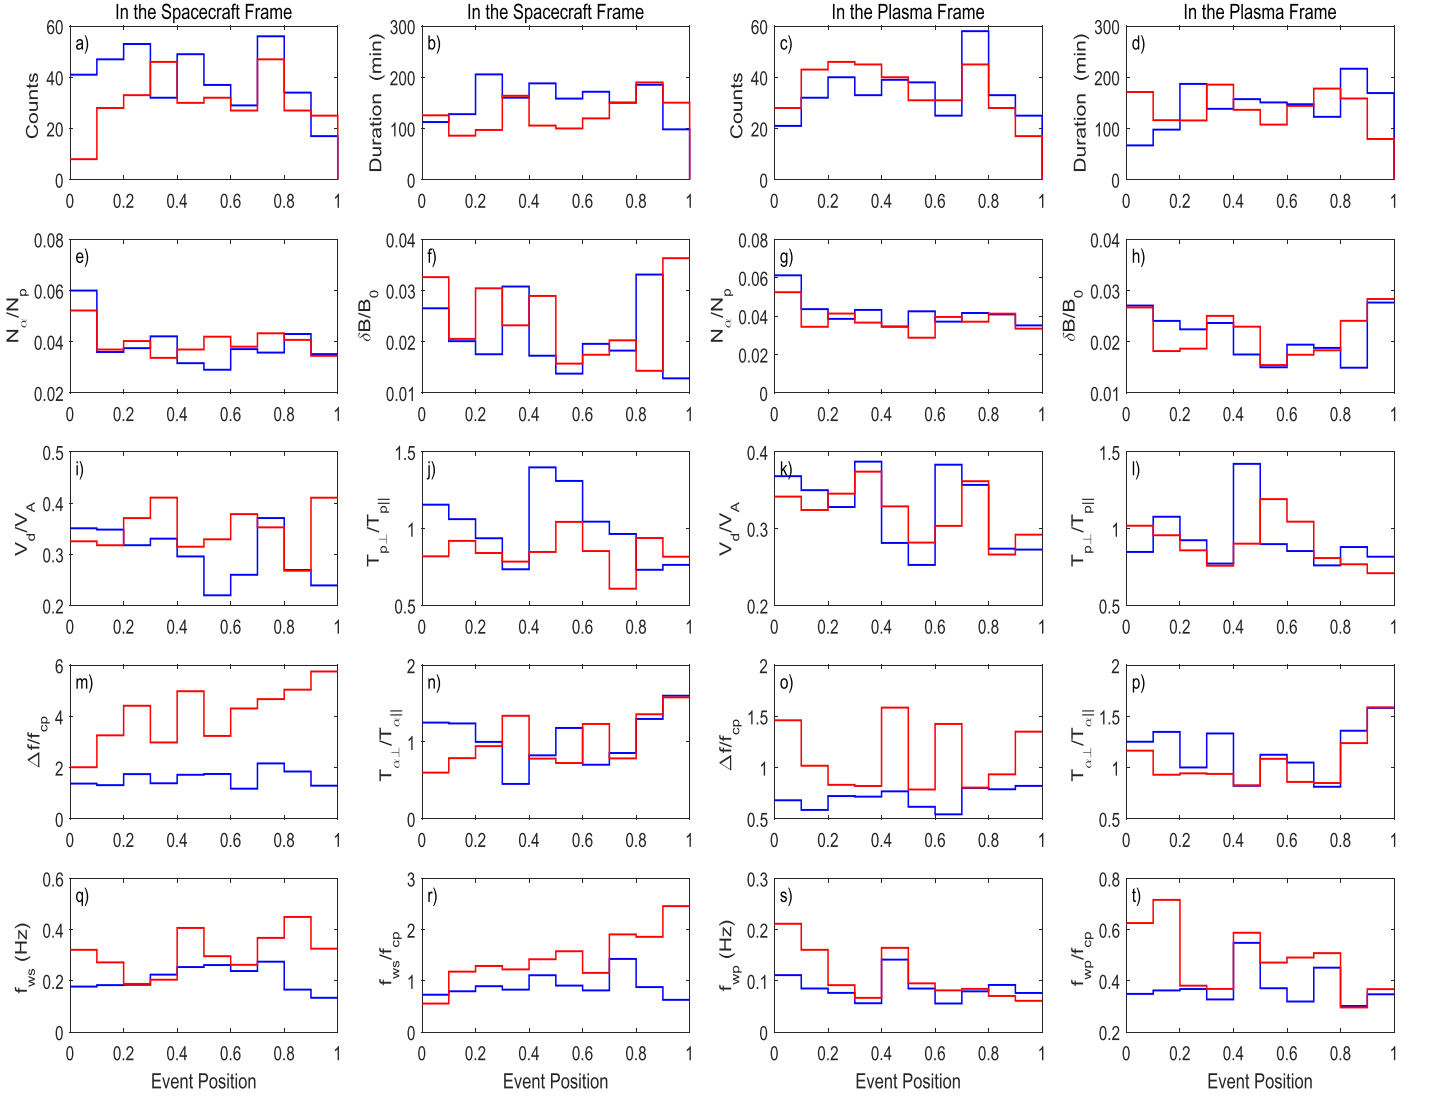 In the Spacecraft Frame
In the Spacecraft Frame
In the Plasma Frame
In the Plasma Frame
a)
Counts
60
40
20
0
0 0.2 0.4 0.6 0.8 1
b)
Duration (min)
300
200
100
0
0 0.2 0.4 0.6 0.8 1
c)
Counts
60
40
20
0
0 0.2 0.4 0.6 0.8 1
d)
Duration (min)
300
200
100
0
0 0.2 0.4 0.6 0.8 1
e)
Nα/Np
0.08
0.06
0.04
0.02
0 0.2 0.4 0.6 0.8 1
f)
δB/B0
0.04
0.03
0.02
0.01
0 0.2 0.4 0.6 0.8 1
g)
Nα/Np
0.08
0.06
0.04
0.02
0
0 0.2 0.4 0.6 0.8 1
h)
δB/B0
0.04
0.03
0.02
0.01
0 0.2 0.4 0.6 0.8 1
i)
Vd/VA
0.5
0.4
0.3
0.2
0 0.2 0.4 0.6 0.8 1
j)
Tp⊥/Tp||
1.5
1
0.5
0 0.2 0.4 0.6 0.8 1
k)
Vd/VA
0.4
0.3
0.2
0 0.2 0.4 0.6 0.8 1
l)
Tp⊥/Tp||
1.5
1
0.5
0 0.2 0.4 0.6 0.8 1
m)
Δf/fcp
6
4
2
0
0 0.2 0.4 0.6 0.8 1
n)
Tα⊥/Tα||
2
1
0
0 0.2 0.4 0.6 0.8 1
o)
Δf/fcp
2
1.5
1
0.5
0 0.2 0.4 0.6 0.8 1
p)
Tα⊥/Tα||
2
1.5
1
0.5
0 0.2 0.4 0.6 0.8 1
q)
fws (Hz)
0.6
0.4
0.2
0
0 0.2 0.4 0.6 0.8 1
Event Position
r)
fws/fcp
3
2
1
0
0 0.2 0.4 0.6 0.8 1
Event Position
s)
fwp (Hz)
0.3
0.2
0.1
0
0 0.2 0.4 0.6 0.8 1
Event Position
t)
fwp/fcp
0.8
0.6
0.4
0.2
0 0.2 0.4 0.6 0.8 1
Event Position